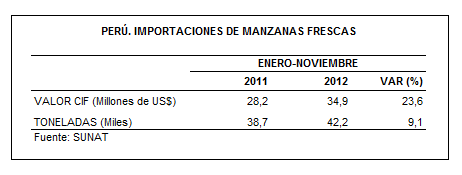 PERÚ. IMPORTACIONES DE MANZANAS FRESCAS
ENERO-NOVIEMBRE
2011 2012 VAR (%)
VALOR CIF (Millones de US$) 28,2 34,9 23,6
TONELADAS (Miles) 38,7 42,2 9,1
Fuente: SUNAT